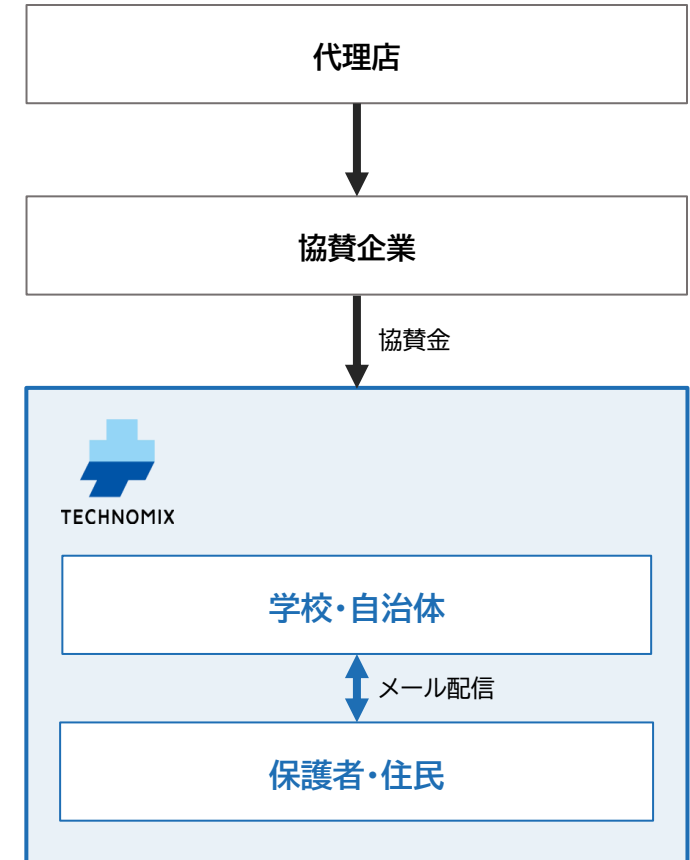 代理店
協賛企業
協賛金
TECHNOMIX
学校・自治体
メール配信
保護者・住民